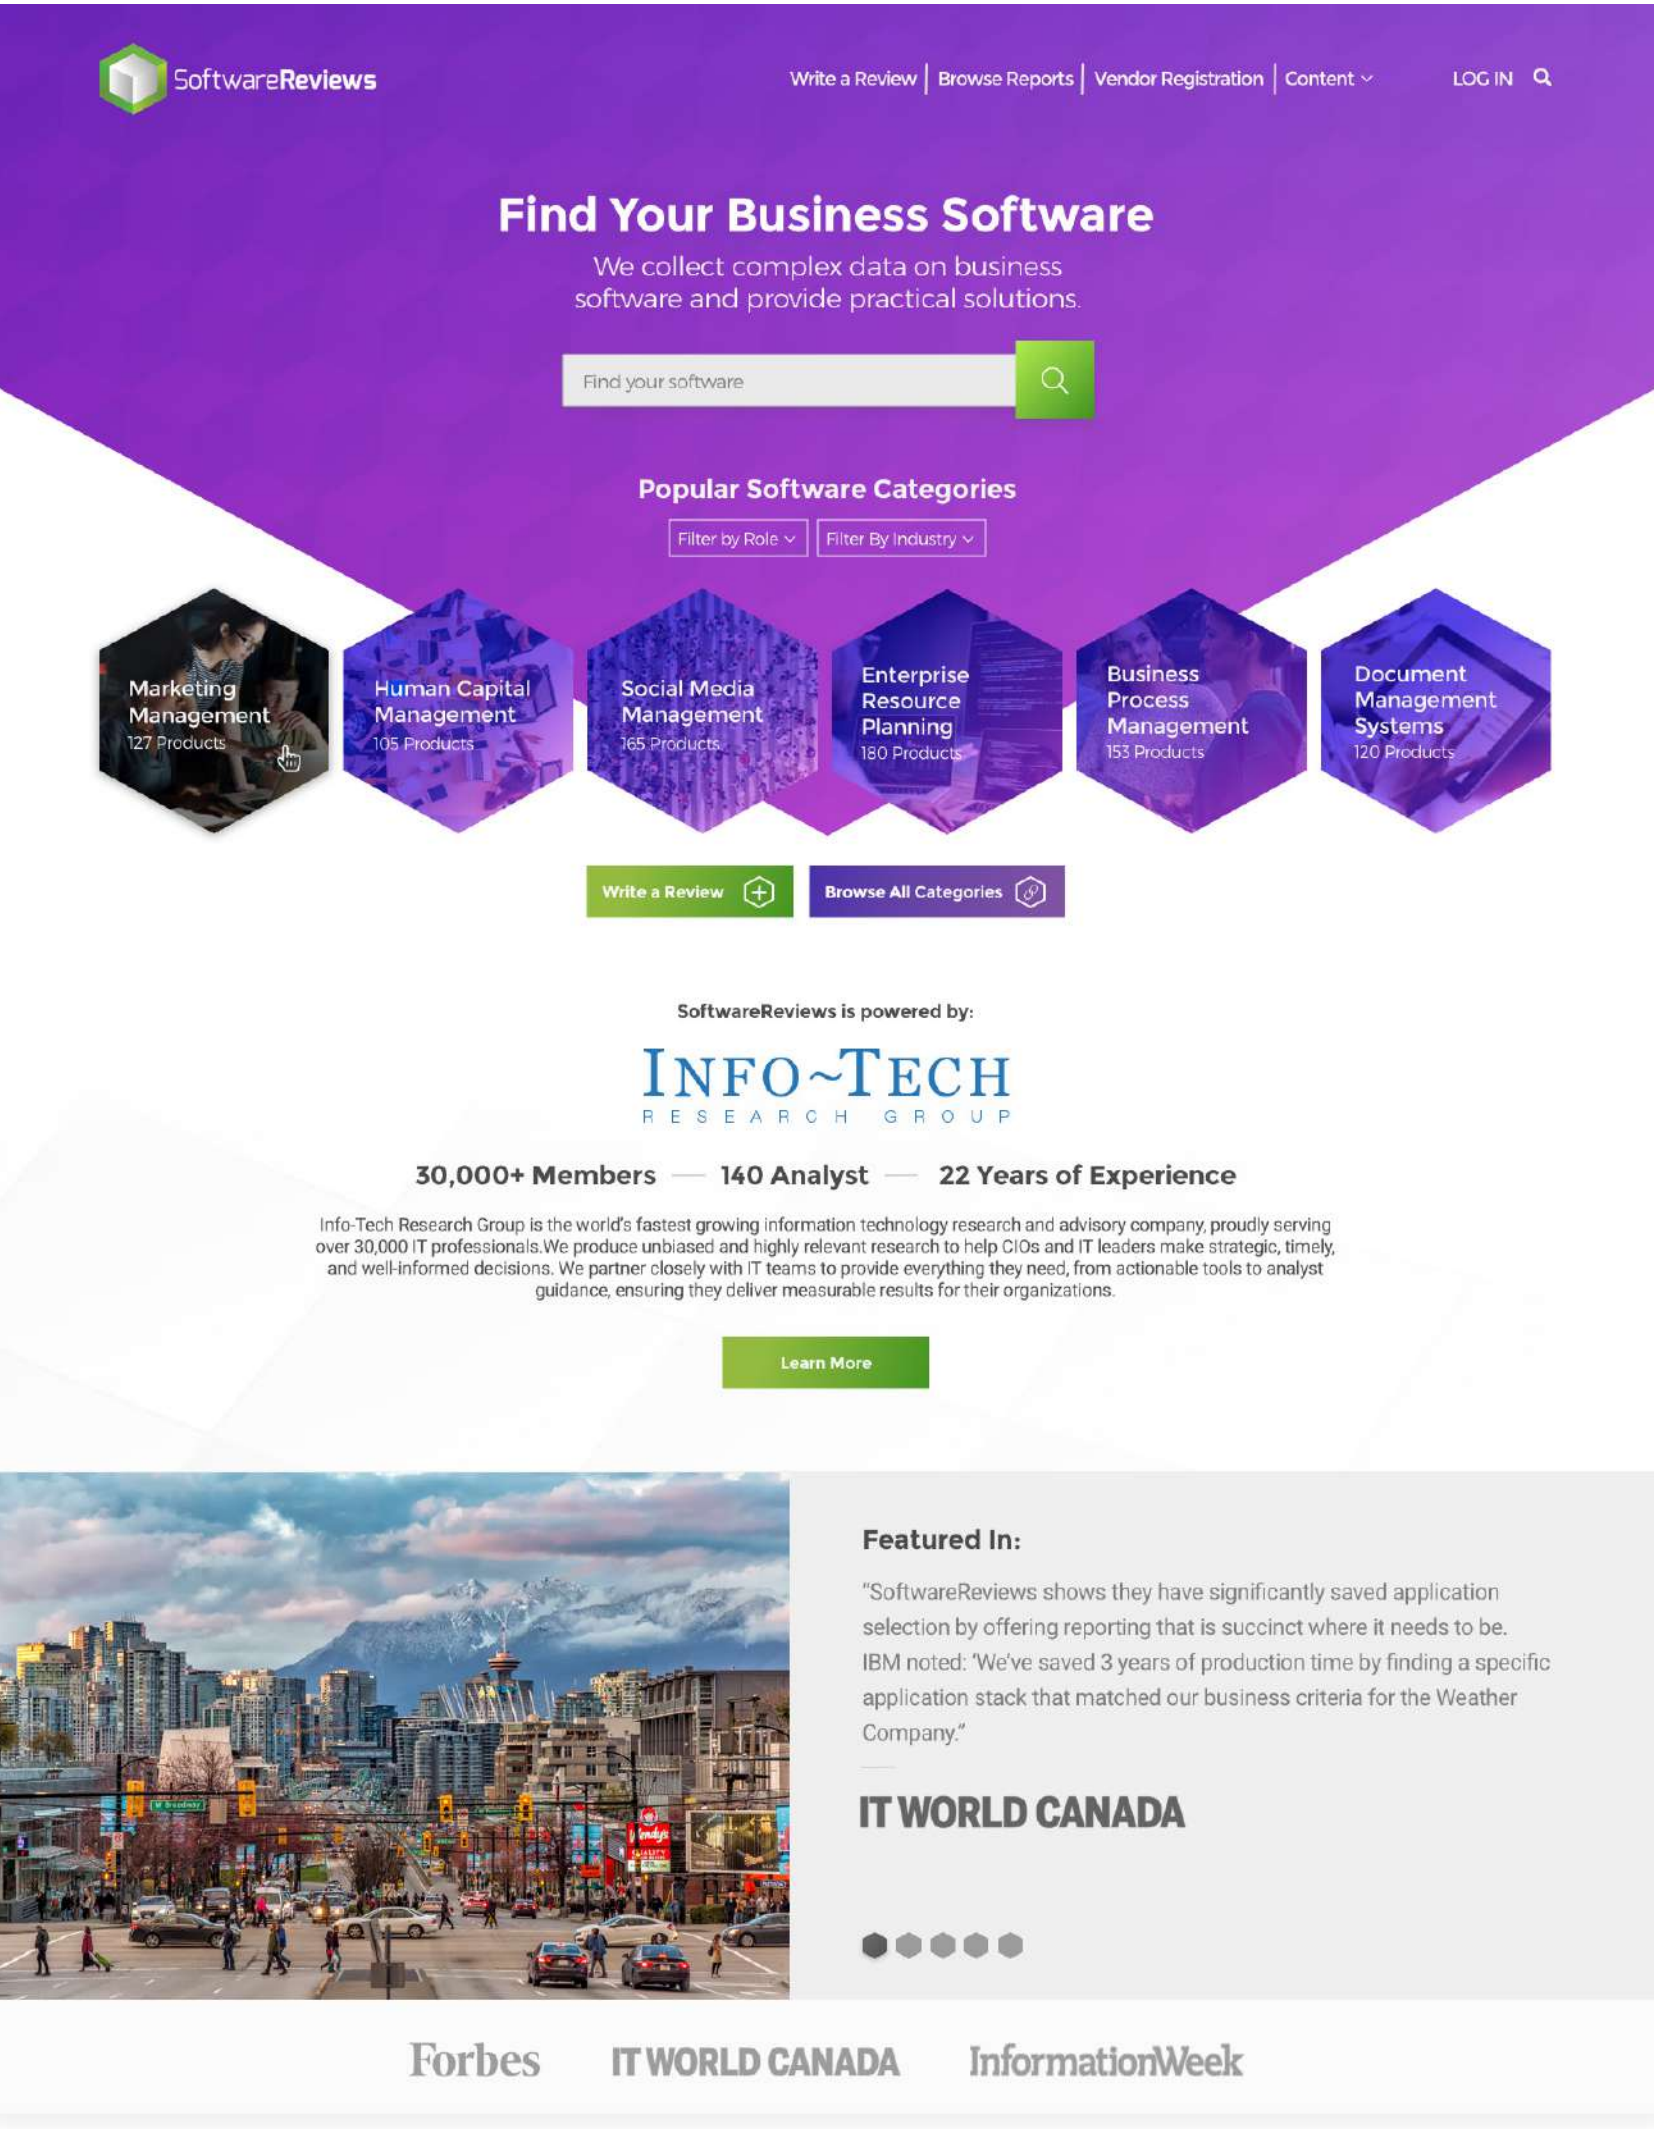 SoftwareReviews
Write a Review | Browse Reports | Vendor Registration | Content
LOG IN
Find Your Business Software
We collect complex data on business
software and provide practical solutions.
Find your software
Popular Software Categories
Filter by Role
Filter By Industry
Marketing
Management
127 Products
Human Capital
Management
105 Products
Social Media
Management
165 Products
Enterprise
Resource
Planning
180 Products
Business
Process
Management
153 Products
Document
Management
Systems
120 Products
Write a Review
Browse All Categories
SoftwareReviews is powered by:
INFO~TECH
RESEARCH GROUP
30,000+ Members — 140 Analyst — 22 Years of Experience
Info-Tech Research Group is the world's fastest growing information technology research and advisory company, proudly serving
over 30,000 IT professionals.We produce unbiased and highly relevant research to help CIOs and IT leaders make strategic, timely,
and well-informed decisions. We partner closely with IT teams to provide everything they need, from actionable tools to analyst
guidance, ensuring they deliver measurable results for their organizations.
Learn More
W Broadway
Wendy's
QUALITY
Featured In:
“SoftwareReviews shows they have significantly saved application
selection by offering reporting that is succinct where it needs to be.
IBM noted: ‘We've saved 3 years of production time by finding a specific
application stack that matched our business criteria for the Weather
Company.”
IT WORLD CANADA
Forbes
IT WORLD CANADA
InformationWeek